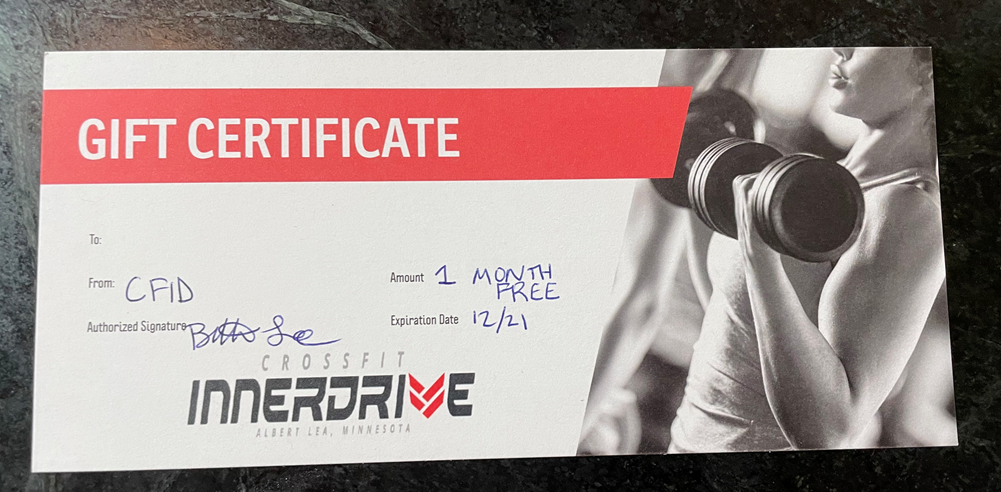 GIFT CERTIFICATE
To:
From: CFID
Amount 1 MONTH
FREE
Authorized Signature
Expiration Date 12/21
CROSSFIT
INNERDRIVE
ALBERT LEA, MINNESOTA